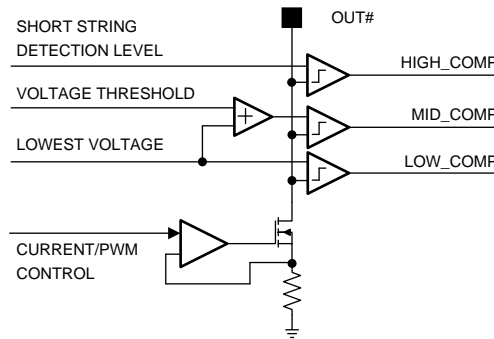 SHORT STRING
DETECTION LEVEL
OUT#
HIGH_COMP
VOLTAGE THRESHOLD
MID_COMP
LOWEST VOLTAGE
LOW_COMP
CURRENT/PWM
CONTROL